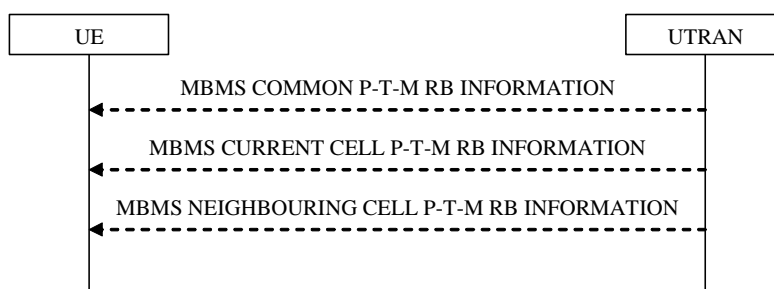 UE
UTRAN
MBMS COMMON P-T-M RB INFORMATION
MBMS CURRENT CELL P-T-M RB INFORMATION
MBMS NEIGHBOURING CELL P-T-M RB INFORMATION